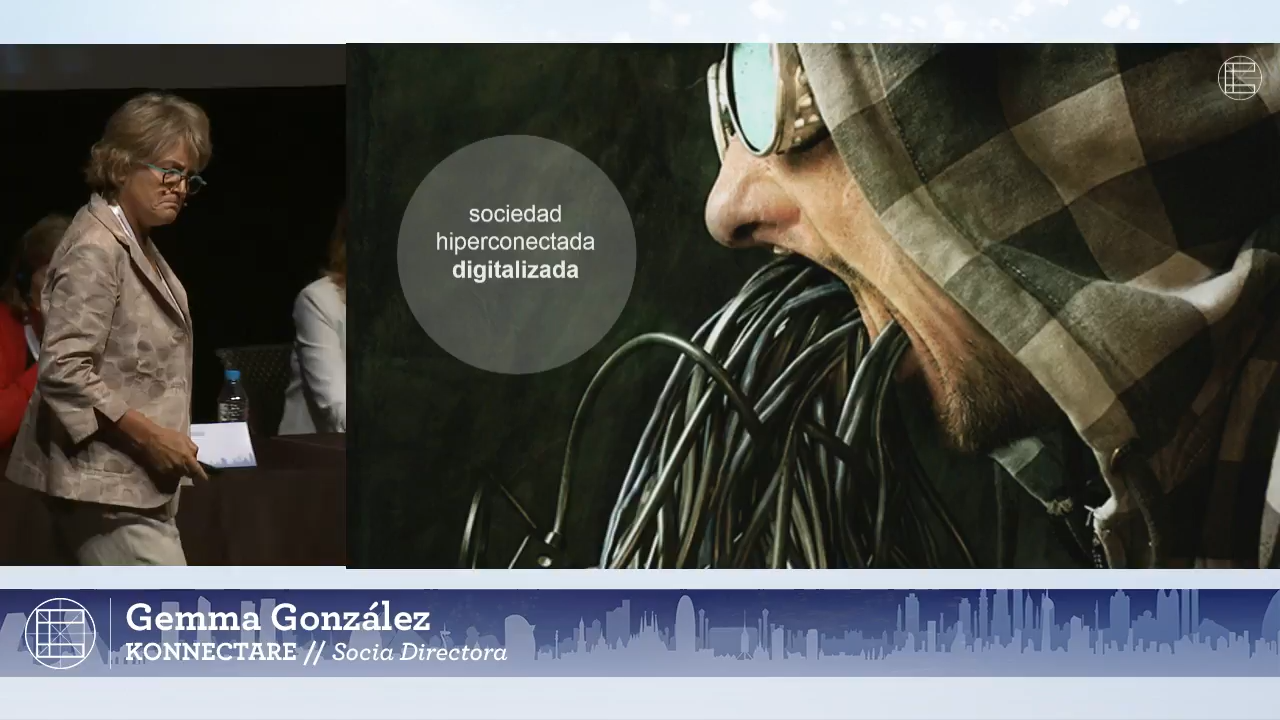 sociedad
hiperconectada
digitalizada
Gemma González
KONNECTARE // Socia Directora